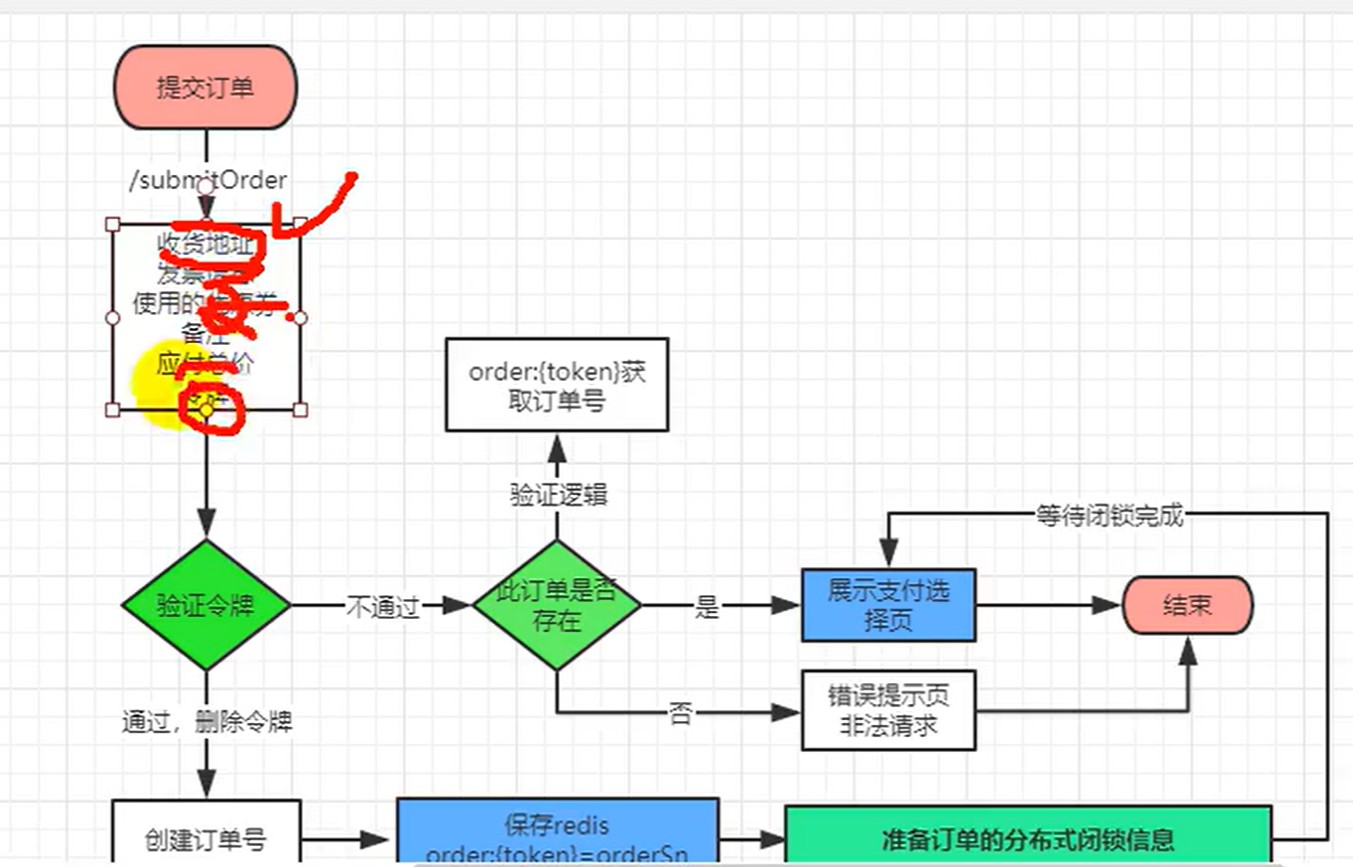 提交订单
/submitOrder
收货地址
发票
使用的 券
备注
应付总价
令牌
order:{token}获
取订单号
验证逻辑
等待闭锁完成
验证令牌
不通过
此订单是否
存在
是
展示支付选
择页
结束
否
错误提示页
非法请求
通过，删除令牌
创建订单号
保存redis
order:{token}=orderSn
准备订单的分布式闭锁信息